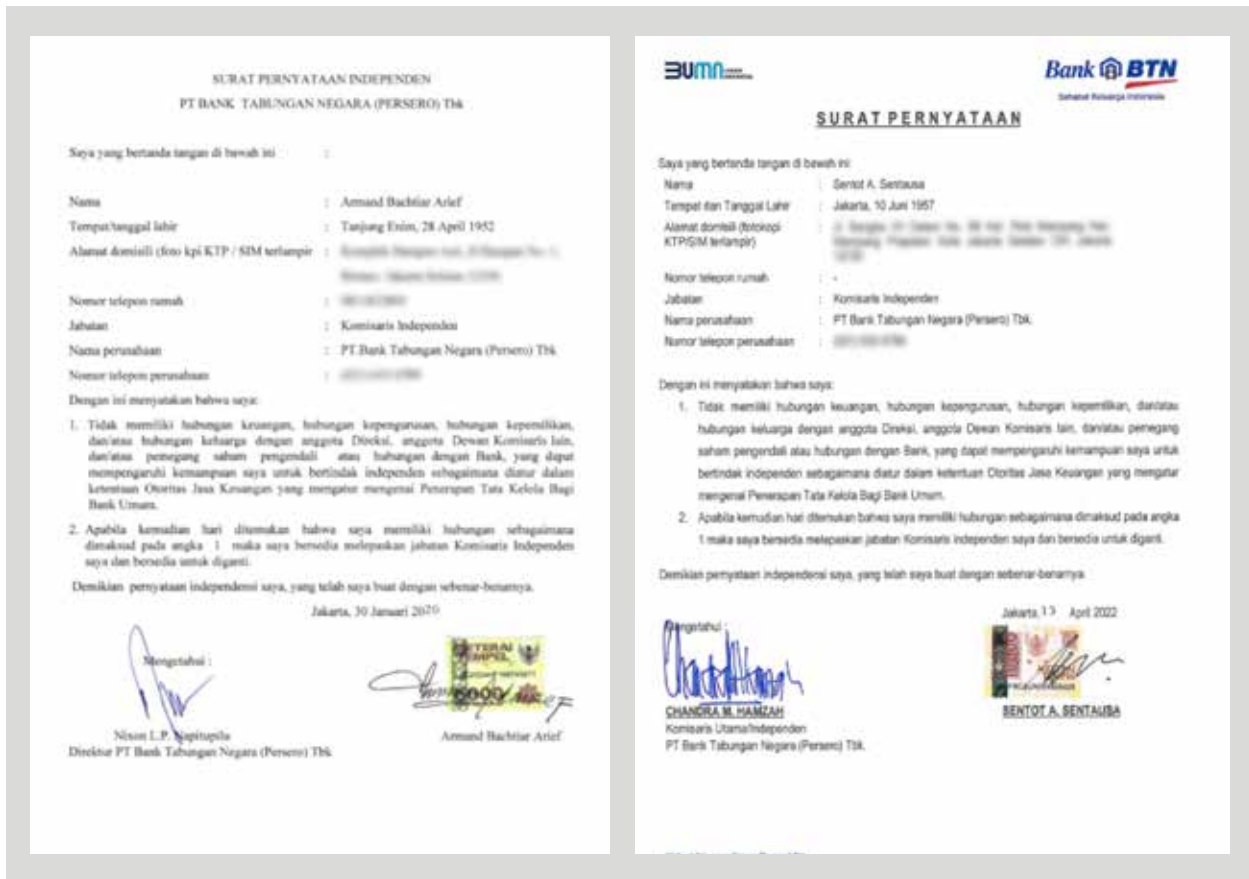 SURAT PERNYATAAN INDEPENDEN
PT BANK TABUNGAN NEGARA (PERSERO) Tbk
Saya yang bertanda tangan di bawah ini :
Nama : Armand Bachtiar Arief
Tempat/tanggal lahir : Tanjung Enim, 28 April 1952
Alamat domisili (foto kpi KTP / SIM terlampir :
Nomor telepon rumah :
Jabatan : Komisaris Independen
Nama perusahaan : PT Bank Tabungan Negara (Persero) Tbk
Nomor telepon perusahaan :
Dengan ini menyatakan bahwa saya:
1. Tidak memiliki hubungan keuangan, hubungan kepengurusan, hubungan kepemilikan,
dan/atau hubungan keluarga dengan anggota Direksi, anggota Dewan Komisaris lain,
dan/atau pemegang saham pengendali atau hubungan dengan Bank, yang dapat
mempengaruhi kemampuan saya untuk bertindak independen sebagaimana diatur dalam
ketentuan Otoritas Jasa Keuangan yang mengatur mengenai Penerapan Tata Kelola Bagi
Bank Umum.
2. Apabila kemudian hari ditemukan bahwa saya memiliki hubungan sebagaimana
dimaksud pada angka 1 maka saya bersedia melepaskan jabatan Komisaris Independen
saya dan bersedia untuk diganti.
Demikian pernyataan independensi saya, yang telah saya buat dengan sebenar-benarnya.
Jakarta, 30 Januari 2020
Mengetahui :
METERAI
TEMPEL
6000
Nixon L.P. Napitupulu
Direktur PT Bank Tabungan Negara (Persero) Tbk
Armand Bachtiar Arief
BUMN
Bank BTN
Sahabat Keluarga Indonesia
SURAT PERNYATAAN
Saya yang bertanda tangan di bawah ini:
Nama : Sentot A. Sentausa
Tempat dan Tanggal Lahir : Jakarta, 10 Juni 1957
Alamat domisili (fotokopi
KTP/SIM terlampir) :
Nomor telepon rumah : -
Jabatan : Komisaris Independen
Nama perusahaan : PT Bank Tabungan Negara (Persero) Tbk.
Nomor telepon perusahaan :
Dengan ini menyatakan bahwa saya:
1. Tidak memiliki hubungan keuangan, hubungan kepengurusan, hubungan kepemilikan, dan/atau
hubungan keluarga dengan anggota Direksi, anggota Dewan Komisaris lain, dan/atau pemegang
saham pengendali atau hubungan dengan Bank, yang dapat mempengaruhi kemampuan saya untuk
bertindak independen sebagaimana diatur dalam ketentuan Otoritas Jasa Keuangan yang mengatur
mengenai Penerapan Tata Kelola Bagi Bank Umum.
2. Apabila kemudian hari ditemukan bahwa saya memiliki hubungan sebagaimana dimaksud pada angka
1 maka saya bersedia melepaskan jabatan Komisaris independen saya dan bersedia untuk diganti.
Demikian pernyataan independensi saya, yang telah saya buat dengan sebenar-benarnya
Jakarta, 13 April 2022
Mengetahui :
CHANDRA M. HAMZAH
Komisaris Utama/Independen
PT Bank Tabungan Negara (Persero) Tbk.
SENTOT A. SENTAUSA